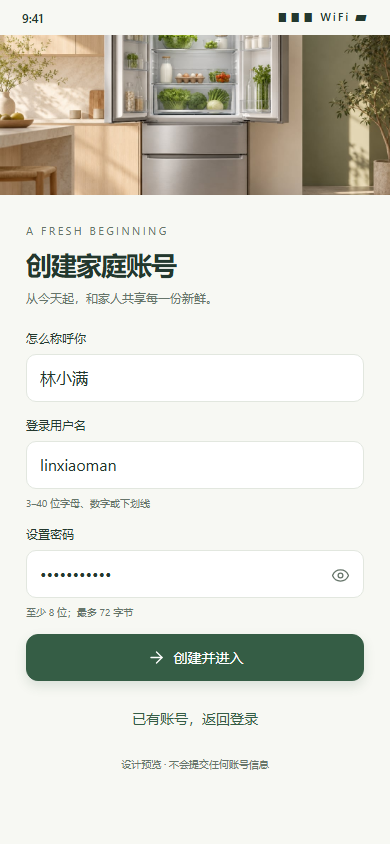 9:41
WiFi
A FRESH BEGINNING
创建家庭账号
从今天起，和家人共享每一份新鲜。
怎么称呼你
林小满
登录用户名
linxiaoman
3–40 位字母、数字或下划线
设置密码
•••••••••••
至少 8 位；最多 72 字节
创建并进入
已有账号，返回登录
设计预览 · 不会提交任何账号信息